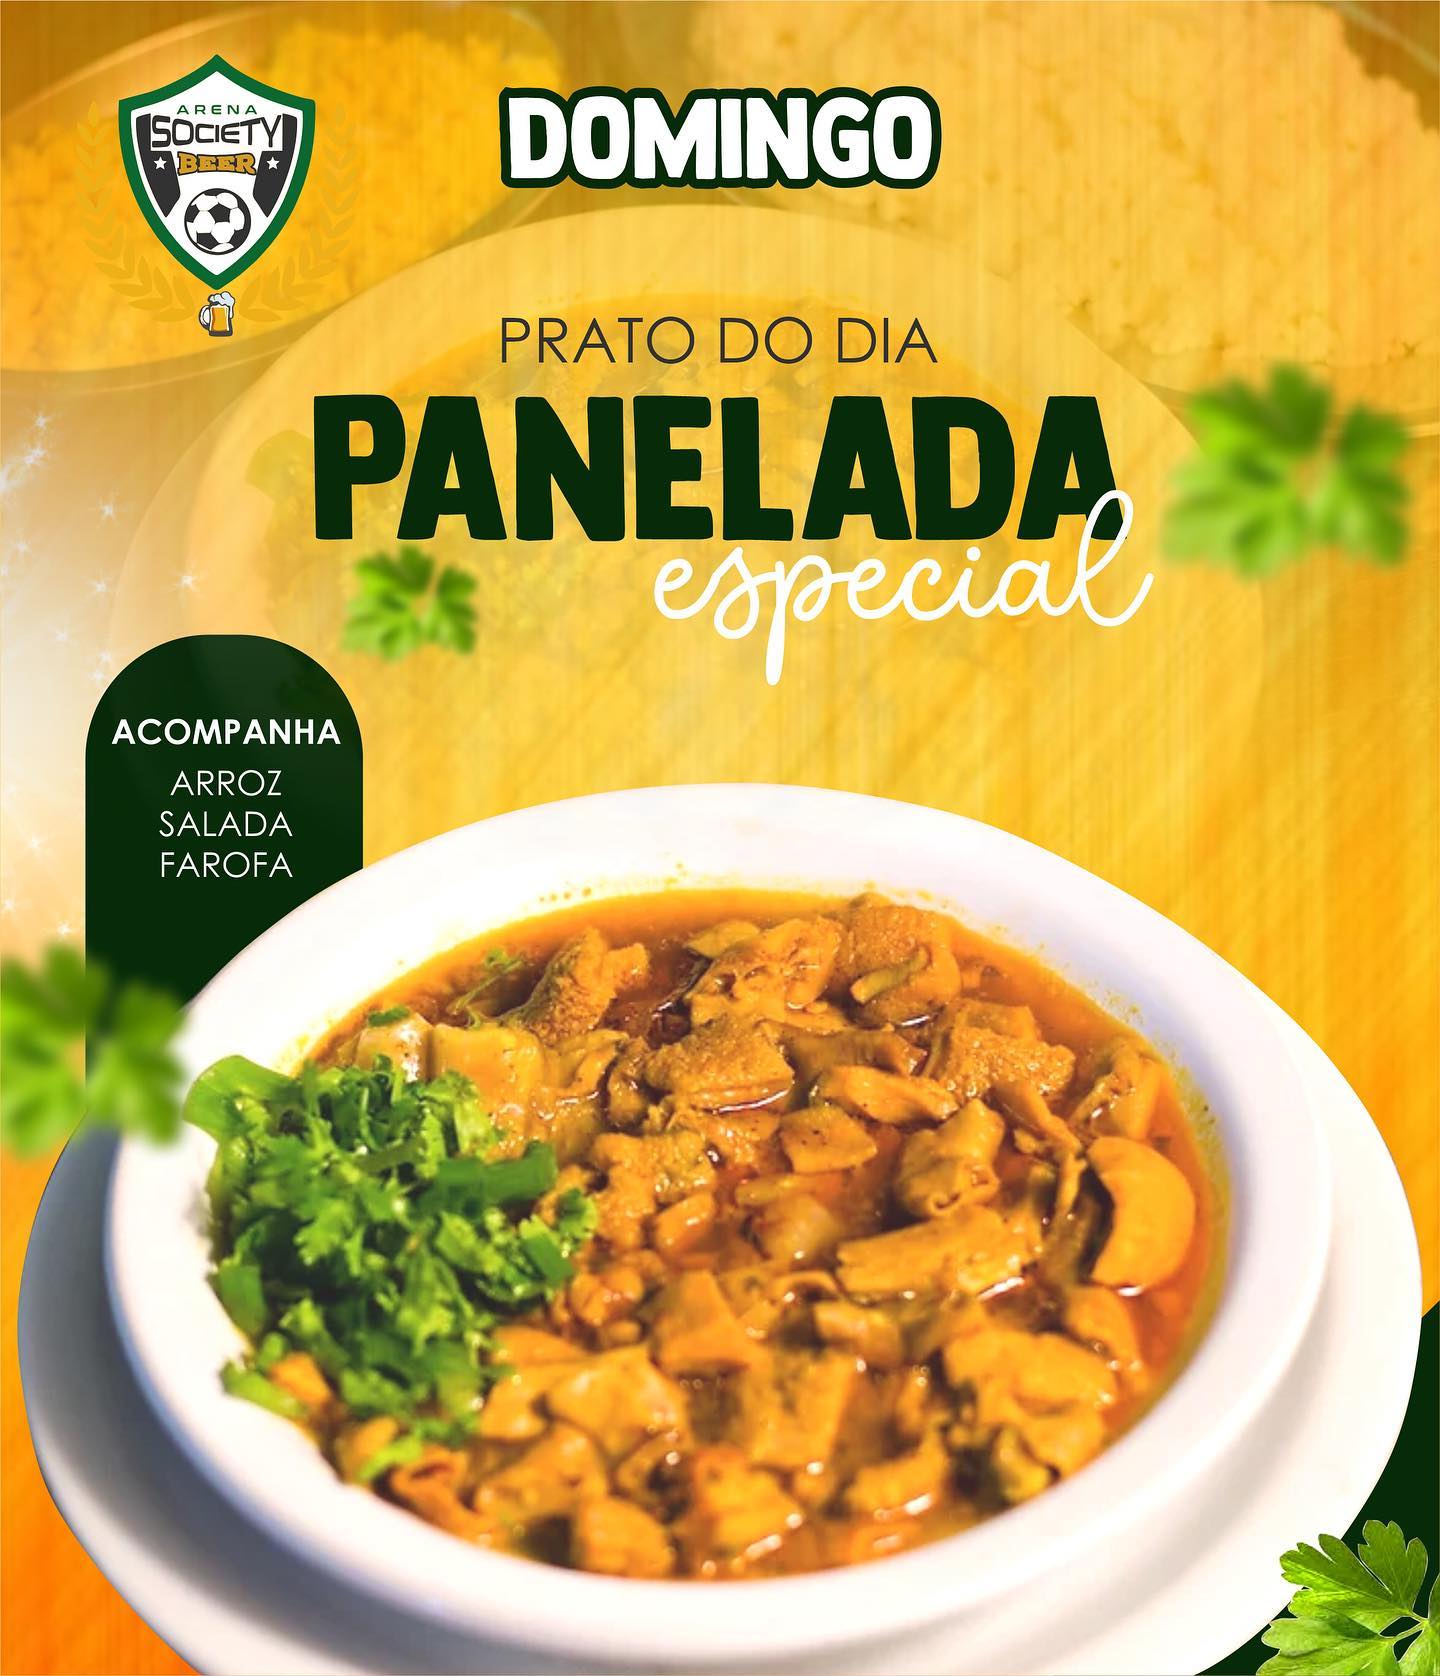 ARENA
SOCIETY
BEER
DOMINGO
PRATO DO DIA
PANELADA
especial
ACOMPANHA
ARROZ
SALADA
FAROFA